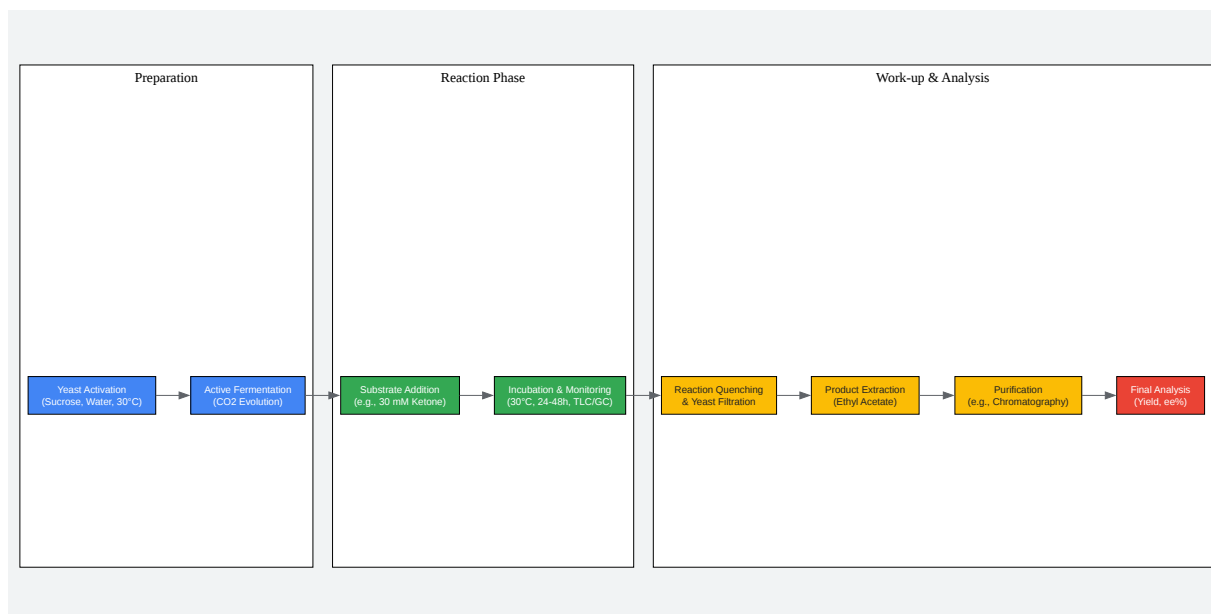 Preparation
Yeast Activation
(Sucrose, Water, 30°C)
Active Fermentation
(CO2 Evolution)
Reaction Phase
Substrate Addition
(e.g., 30 mM Ketone)
Incubation & Monitoring
(30°C, 24-48h, TLC/GC)
Work-up & Analysis
Reaction Quenching
& Yeast Filtration
Product Extraction
(Ethyl Acetate)
Purification
(e.g., Chromatography)
Final Analysis
(Yield, ee%)